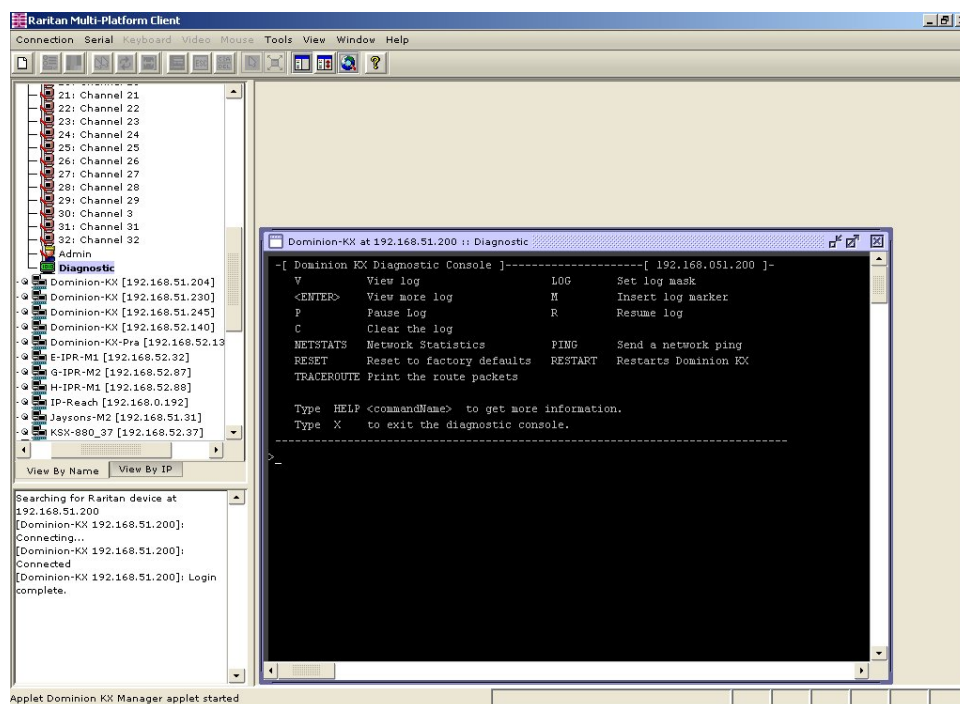 Raritan Multi-Platform Client
Connection Serial Keyboard Video Mouse Tools View Window Help
21: Channel 21
22: Channel 22
23: Channel 23
24: Channel 24
25: Channel 25
26: Channel 26
27: Channel 27
28: Channel 28
29: Channel 29
30: Channel 3
31: Channel 31
32: Channel 32
Admin
Diagnostic
Dominion-KX [192.168.51.204]
Dominion-KX [192.168.51.230]
Dominion-KX [192.168.51.245]
Dominion-KX [192.168.52.140]
Dominion-KX-Pra [192.168.52.13
E-IPR-M1 [192.168.52.32]
G-IPR-M2 [192.168.52.87]
H-IPR-M1 [192.168.52.88]
IP-Reach [192.168.0.192]
Jaysons-M2 [192.168.51.31]
KSX-880_37 [192.168.52.37]
View By Name View By IP
Searching for Raritan device at
192.168.51.200
[Dominion-KX 192.168.51.200]:
Connecting...
[Dominion-KX 192.168.51.200]:
Connected
[Dominion-KX 192.168.51.200]: Login
complete.
Dominion-KX at 192.168.51.200 :: Diagnostic
-[ Dominion KX Diagnostic Console ]--------------------[ 192.168.051.200 ]-
V View log LOG Set log mask
<ENTER> View more log M Insert log marker
P Pause Log R Resume log
C Clear the log
NETSTATS Network Statistics PING Send a network ping
RESET Reset to factory defaults RESTART Restarts Dominion KX
TRACEROUTE Print the route packets
Type HELP <commandName> to get more information.
Type X to exit the diagnostic console.
------------------------------------------------------------------------------
>_
Applet Dominion KX Manager applet started